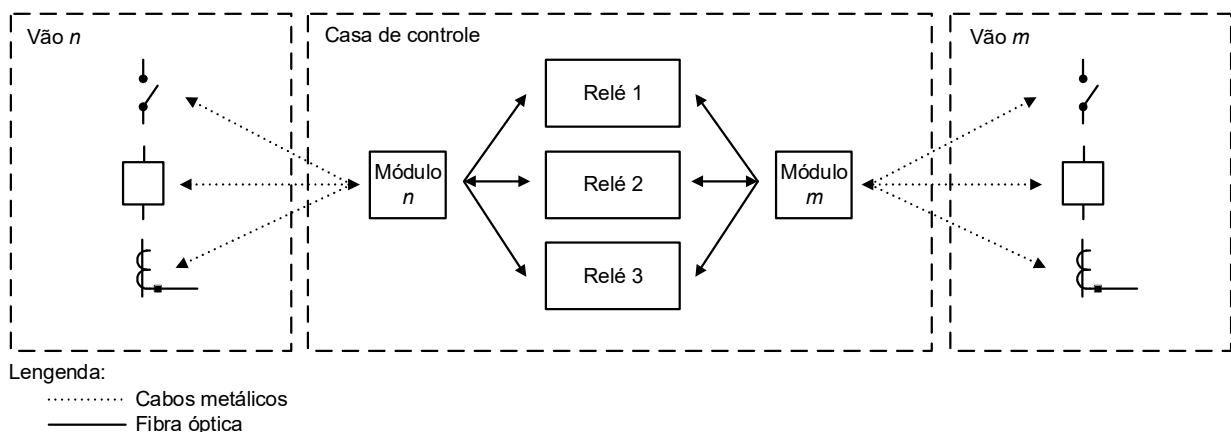 Vão n
Casa de controle
Vão m
Relé 1
Módulo
n
Relé 2
Módulo
m
Relé 3
Lengenda:
Cabos metálicos
Fibra óptica